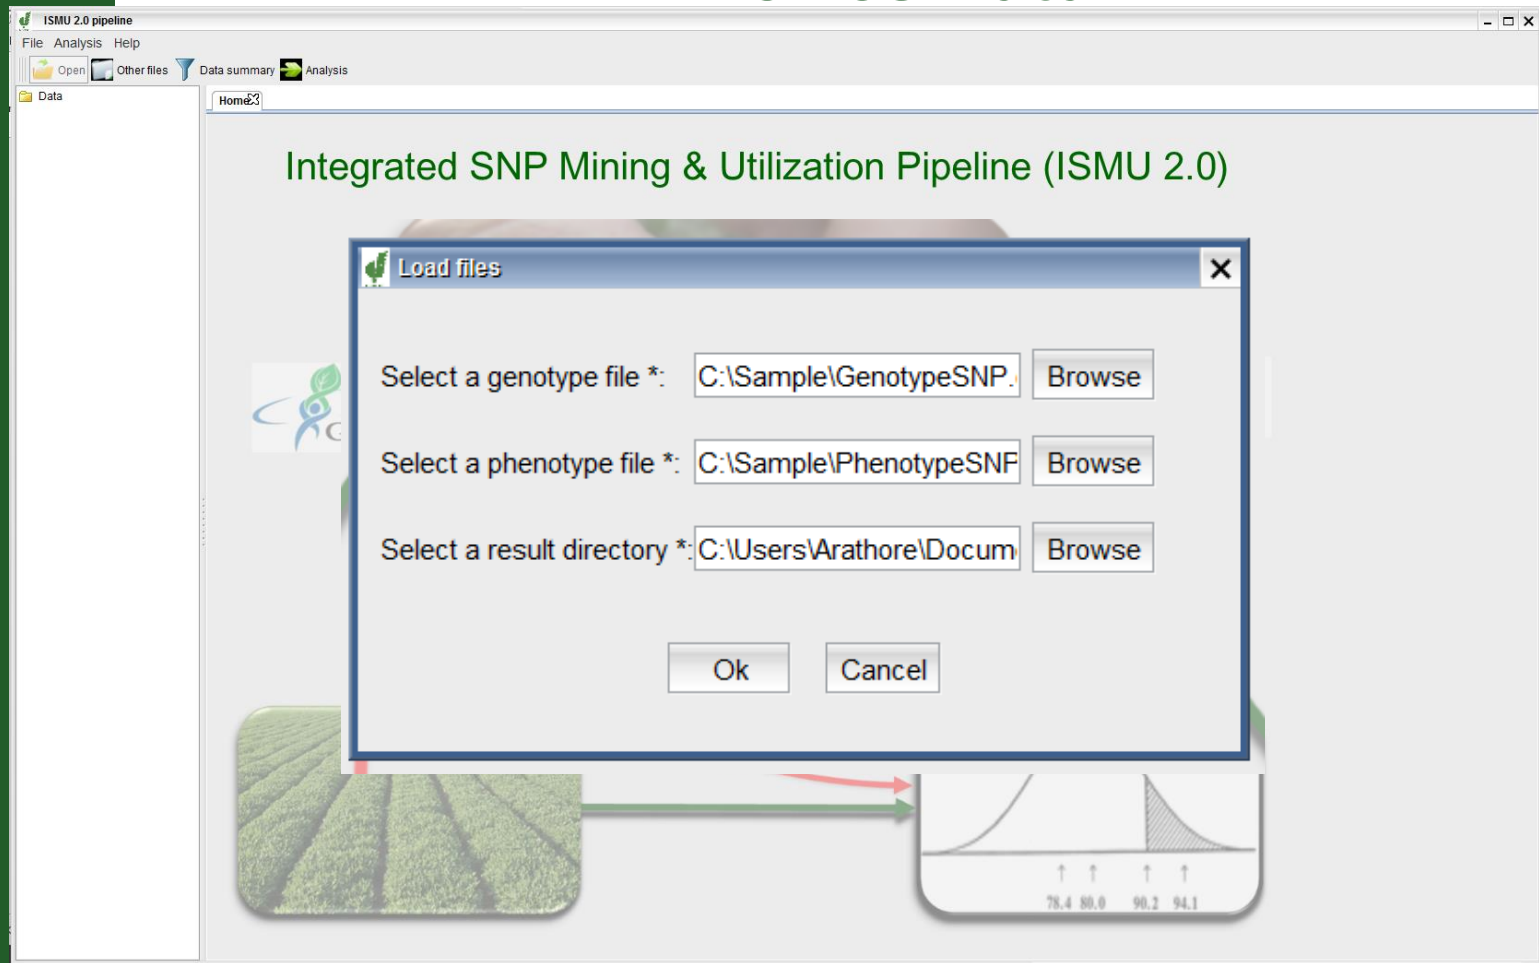 ISMU 2.0 pipeline
File Analysis Help
Open Other files Data summary Analysis
Data
Home
Integrated SNP Mining & Utilization Pipeline (ISMU 2.0)
Load files
Select a genotype file *: C:\Sample\GenotypeSNP. Browse
Select a phenotype file *: C:\Sample\PhenotypeSNP Browse
Select a result directory *: C:\Users\Arathore\Docum Browse
Ok Cancel
78.4 80.0 90.2 94.1